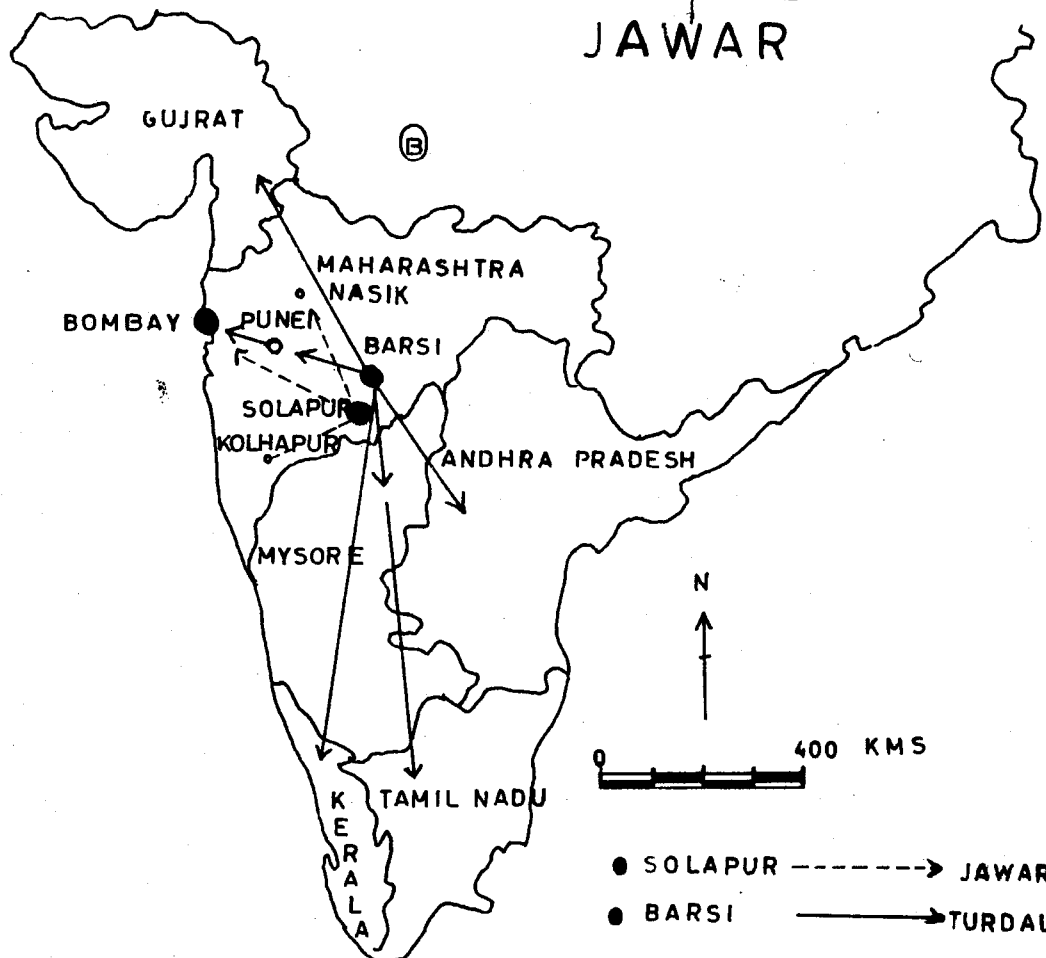 JAWAR
GUJRAT
B
MAHARASHTRA
NASIK
BOMBAY
PUNE
BARSI
SOLAPUR
KOLHAPUR
ANDHRA PRADESH
MYSORE
N
0 400 KMS
TAMIL NADU
KERALA
SOLAPUR JAWAR
BARSI TURDAL